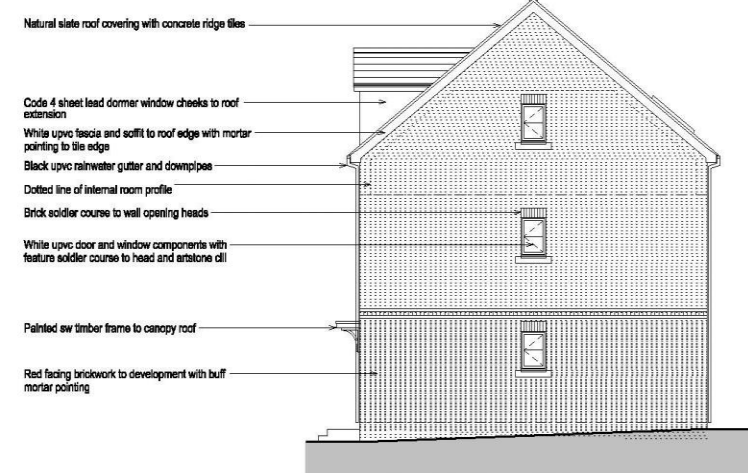 Natural slate roof covering with concrete ridge tiles
Code 4 sheet lead dormer window cheeks to roof
extension
White upvc fascia and soffit to roof edge with mortar
pointing to tile edge
Black upvc rainwater gutter and downpipes
Dotted line of internal room profile
Brick soldier course to wall opening heads
White upvc door and window components with
feature soldier course to head and artstone cill
Painted sw timber frame to canopy roof
Red facing brickwork to development with buff
mortar pointing